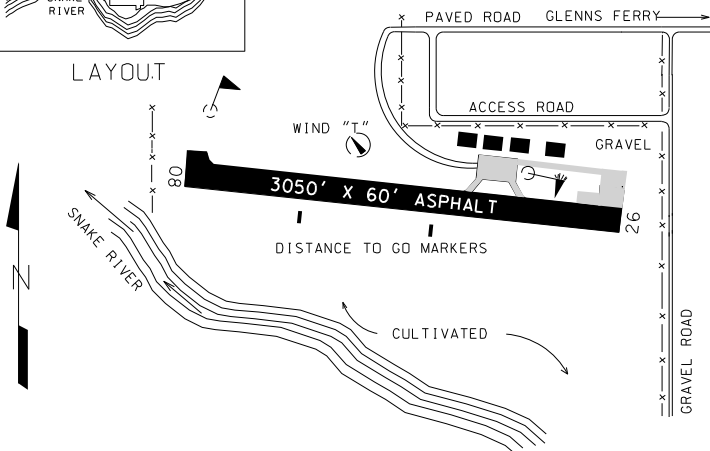 SNAKE
RIVER
PAVED ROAD GLENNS FERRY
LAYOUT
ACCESS ROAD
WIND "T"
GRAVEL
08
3050' X 60' ASPHALT
26
DISTANCE TO GO MARKERS
SNAKE RIVER
N
CULTIVATED
GRAVEL ROAD